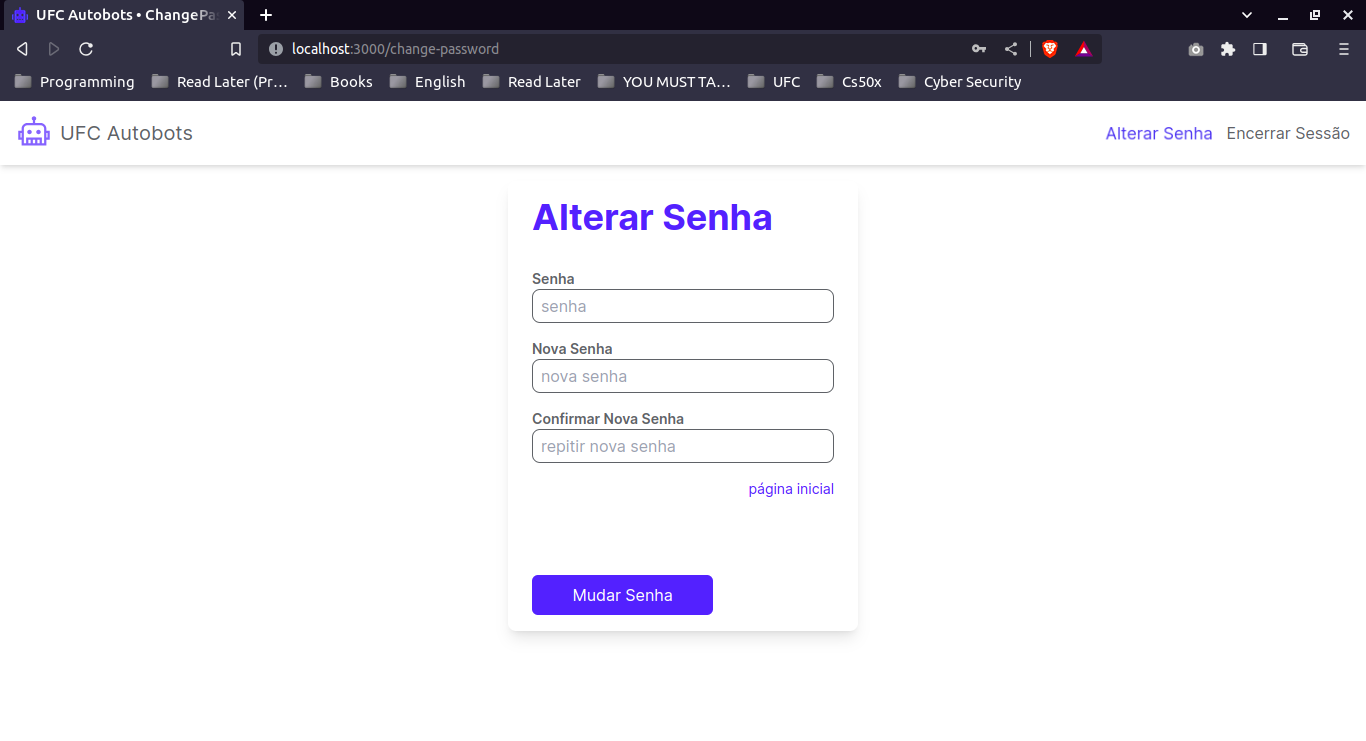 UFC Autobots • ChangePas
localhost:3000/change-password
Programming Read Later (Pr... Books English Read Later YOU MUST TA... UFC Cs50x Cyber Security
UFC Autobots Alterar Senha Encerrar Sessão
Alterar Senha
Senha
senha
Nova Senha
nova senha
Confirmar Nova Senha
repitir nova senha
página inicial
Mudar Senha